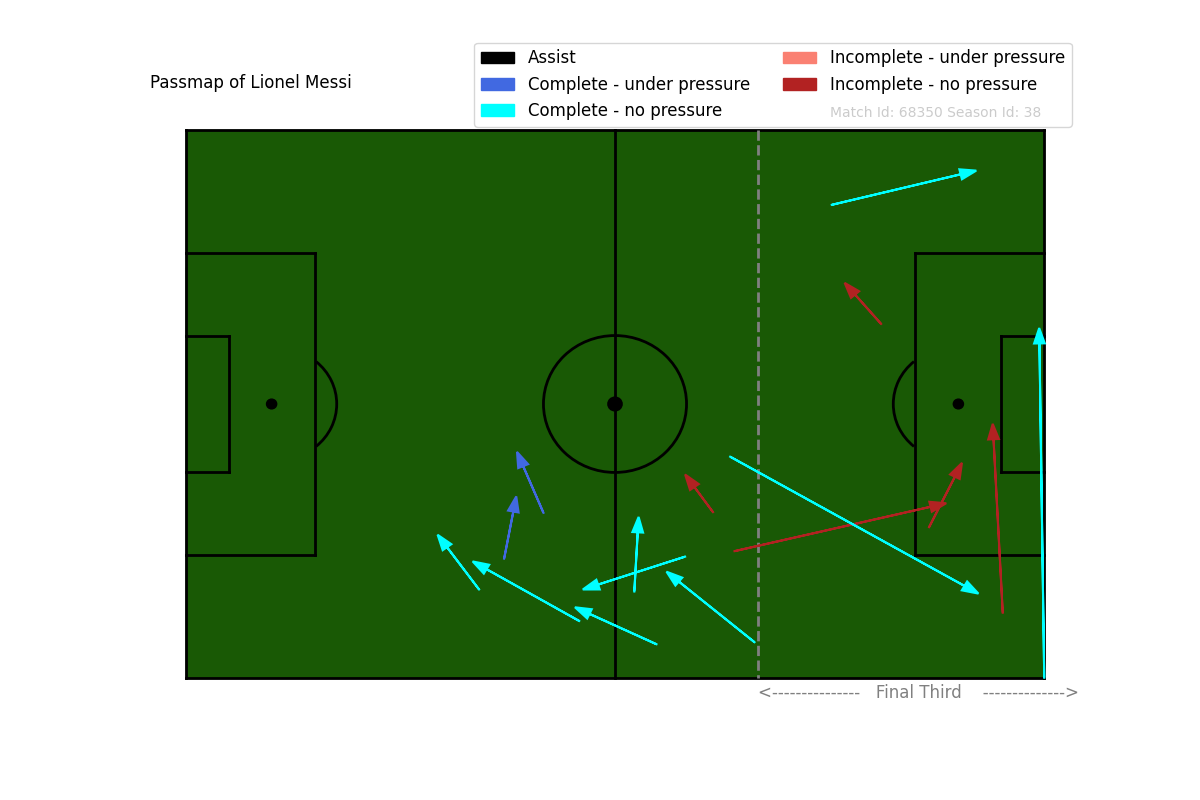 Passmap of Lionel Messi
Assist
Complete - under pressure
Complete - no pressure
Incomplete - under pressure
Incomplete - no pressure
Match Id: 68350 Season Id: 38
<--------------- Final Third -------------->